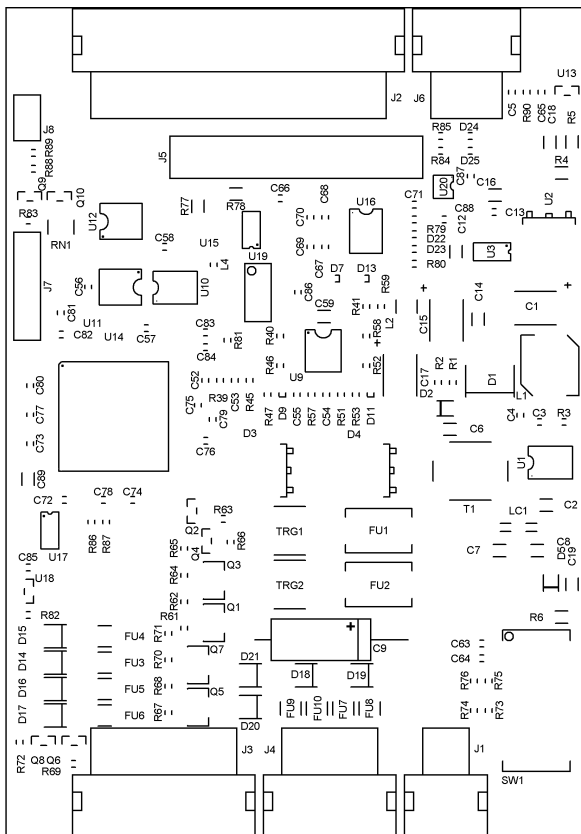 U13
J2
J6
C5
R90
C65
C18
R5
J8
R89
R88
J5
R85
D24
R84
D25
R4
Q9
Q10
R83
RN1
U12
R77
R78
C66
C68
C70
U16
C71
U20
C87
C16
U2
C13
R79
C88
C12
D22
D23
R80
U3
C58
U15
L4
U19
C69
C67
D7
D13
J7
C56
U10
C86
C59
R59
R41
L2
C15
C14
C1
C81
U11
C82
U14
C57
C83
C84
R81
R40
R58
R46
U9
R52
C17
R2
R1
D1
L1
C80
C52
R39
C53
R45
R47
D9
C55
R57
C54
R51
R53
D11
D2
C77
C75
C79
C4
C3
R3
C73
C76
D3
D4
C6
U1
C89
C72
C78
C74
T1
LC1
C2
U17
R86
R87
Q2
R63
TRG1
FU1
C7
D5
C8
C19
R65
Q4
R66
C85
U18
R64
Q3
TRG2
FU2
R62
Q1
R61
R6
D15
R82
FU4
R71
Q7
C9
C63
C64
D14
FU3
R70
D21
D18
D19
D16
FU5
R68
Q5
R76
R75
D17
FU6
R67
D20
FU9
FU10
FU7
FU8
R74
R73
R72
Q8
Q6
R69
J3
J4
J1
SW1